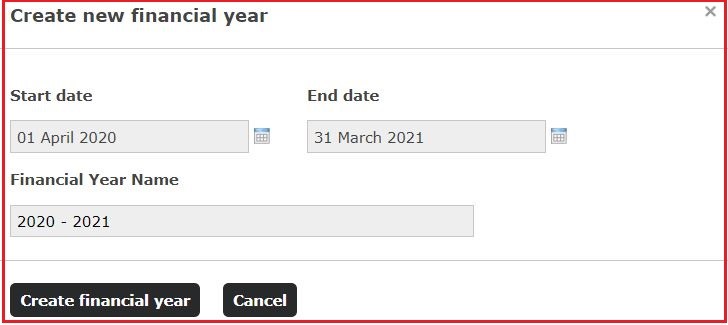 Create new financial year
Start date
End date
01 April 2020
31 March 2021
Financial Year Name
2020 - 2021
Create financial year
Cancel